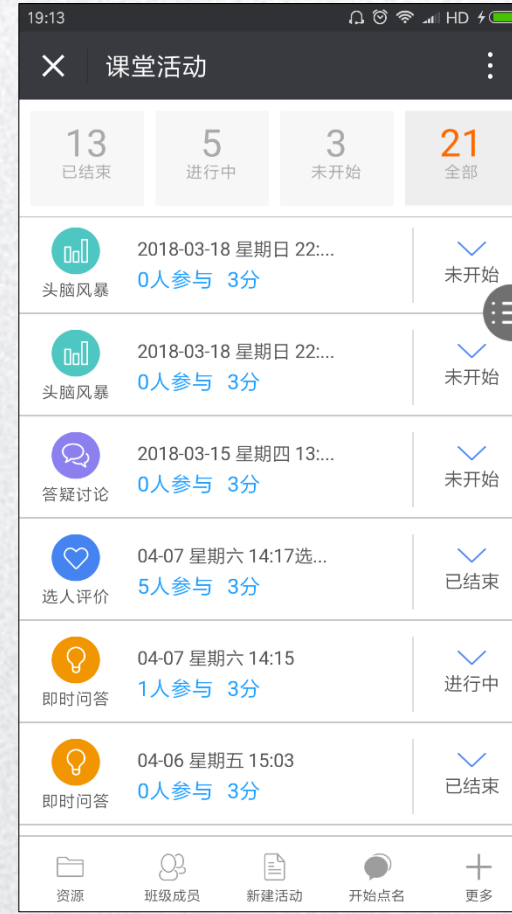 19:13 HD
课堂活动
13 5 3 21
已结束 进行中 未开始 全部
2018-03-18 星期日 22:...
头脑风暴 0人参与 3分 未开始
2018-03-18 星期日 22:...
头脑风暴 0人参与 3分 未开始
2018-03-15 星期四 13:...
答疑讨论 0人参与 3分 未开始
04-07 星期六 14:17选...
选人评价 5人参与 3分 已结束
04-07 星期六 14:15
即时问答 1人参与 3分 进行中
04-06 星期五 15:03
即时问答 0人参与 3分 已结束
资源 班级成员 新建活动 开始点名 更多